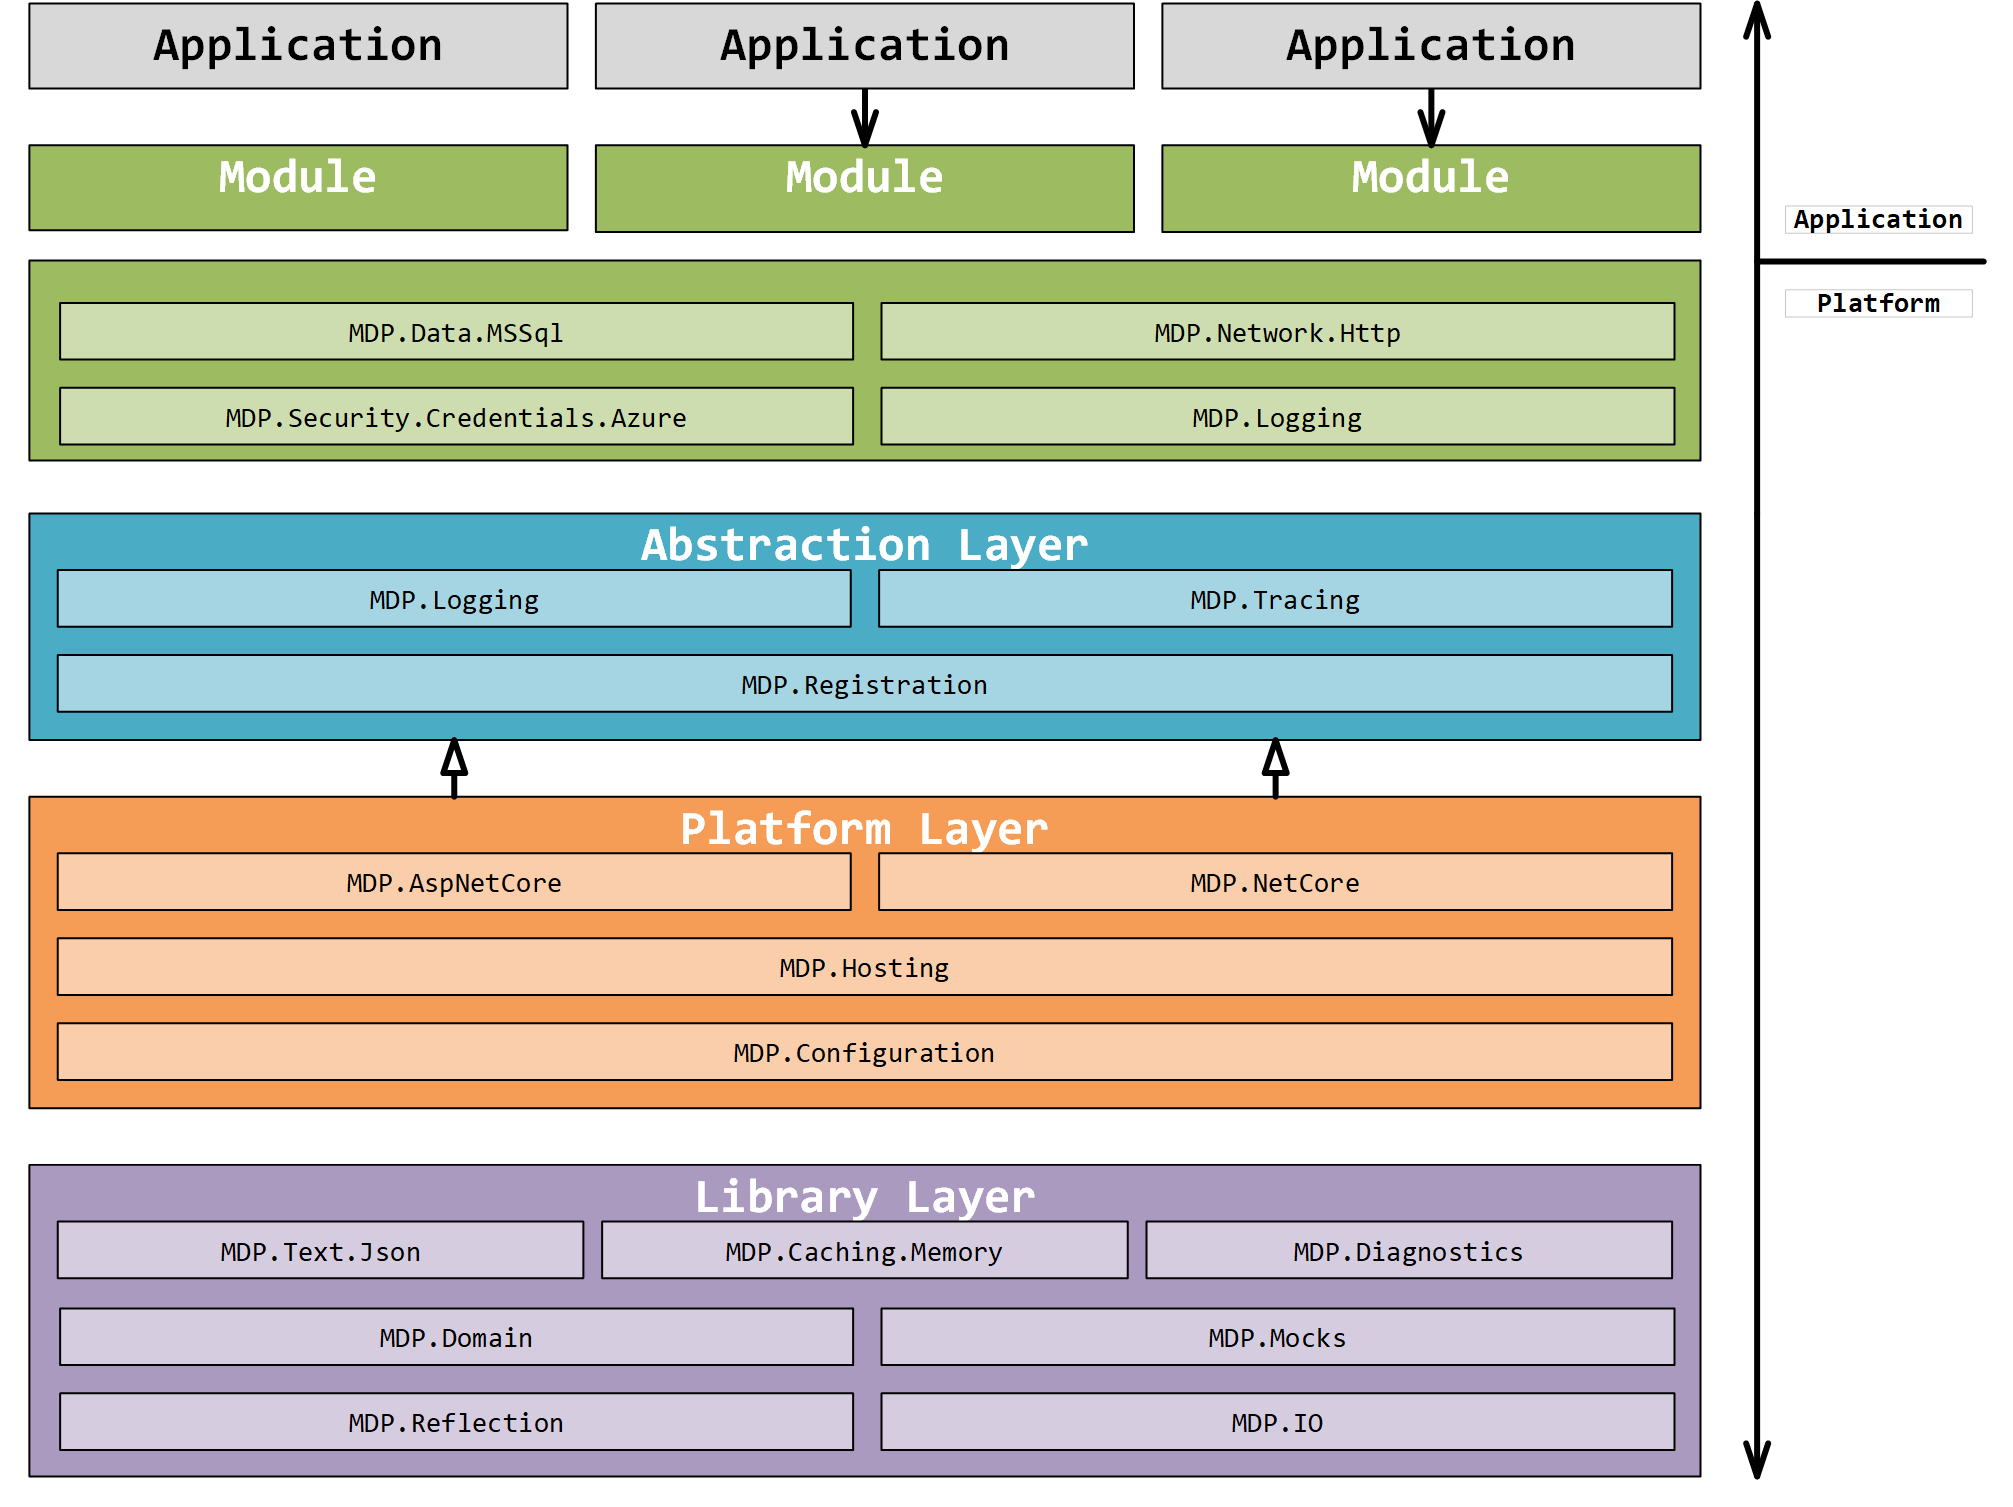 Application
Application
Application
Module
Module
Module
Application
Platform
MDP.Data.MSSql
MDP.Network.Http
MDP.Security.Credentials.Azure
MDP.Logging
Abstraction Layer
MDP.Logging
MDP.Tracing
MDP.Registration
Platform Layer
MDP.AspNetCore
MDP.NetCore
MDP.Hosting
MDP.Configuration
Library Layer
MDP.Text.Json
MDP.Caching.Memory
MDP.Diagnostics
MDP.Domain
MDP.Mocks
MDP.Reflection
MDP.IO